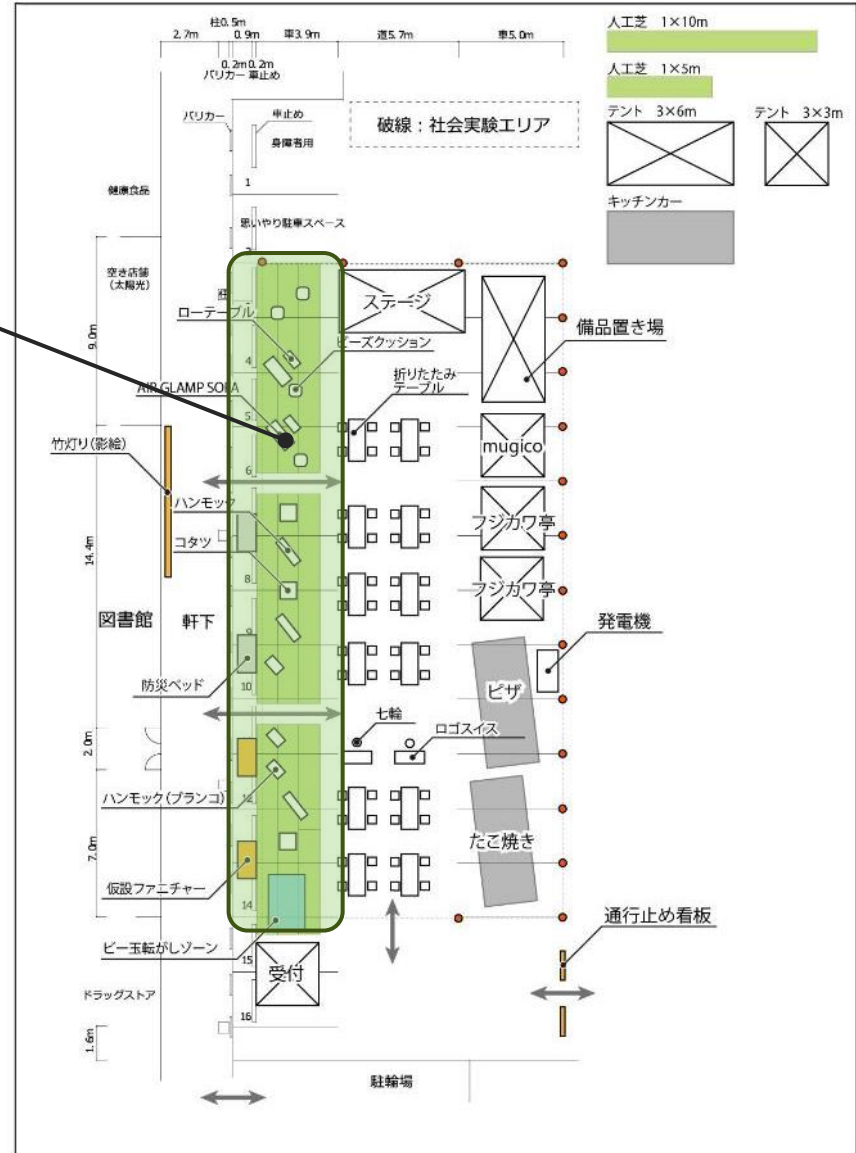 柱0.5m
2.7m
0.9m
車3.9m
道5.7m
車5.0m
0.2m
0.2m
バリカー
車止め
人工芝 1×10m
人工芝 1×5m
テント 3×6m
テント 3×3m
キッチンカー
バリカー
車止め
身障者用
破線：社会実験エリア
1
健康食品
思いやり駐車スペース
空き店舗
（太陽光）
ステージ
ローテーブル
ビーズクッション
備品置き場
9.0m
4
折りたたみ
テーブル
AIR GLAMP SOFA
5
竹灯り（影絵）
6
mugico
ハンモック
フジカワ亭
コタツ
14.4m
8
フジカワ亭
図書館
軒下
9
発電機
防災ベッド
10
ピザ
七輪
ロゴスイス
2.0m
ハンモック（ブランコ）
12
たこ焼き
7.0m
仮設ファニチャー
14
通行止め看板
ビー玉転がしゾーン
15
受付
ドラッグストア
16
1.6m
駐輪場